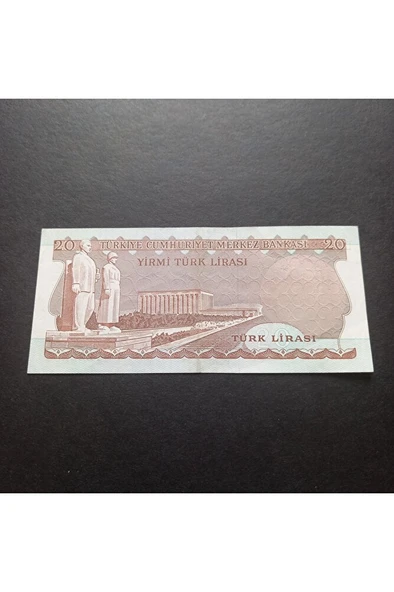 20 TÜRKİYE CUMHURİYET MERKEZ BANKASI 20
YİRMİ TÜRK LİRASI
TÜRK LİRASI